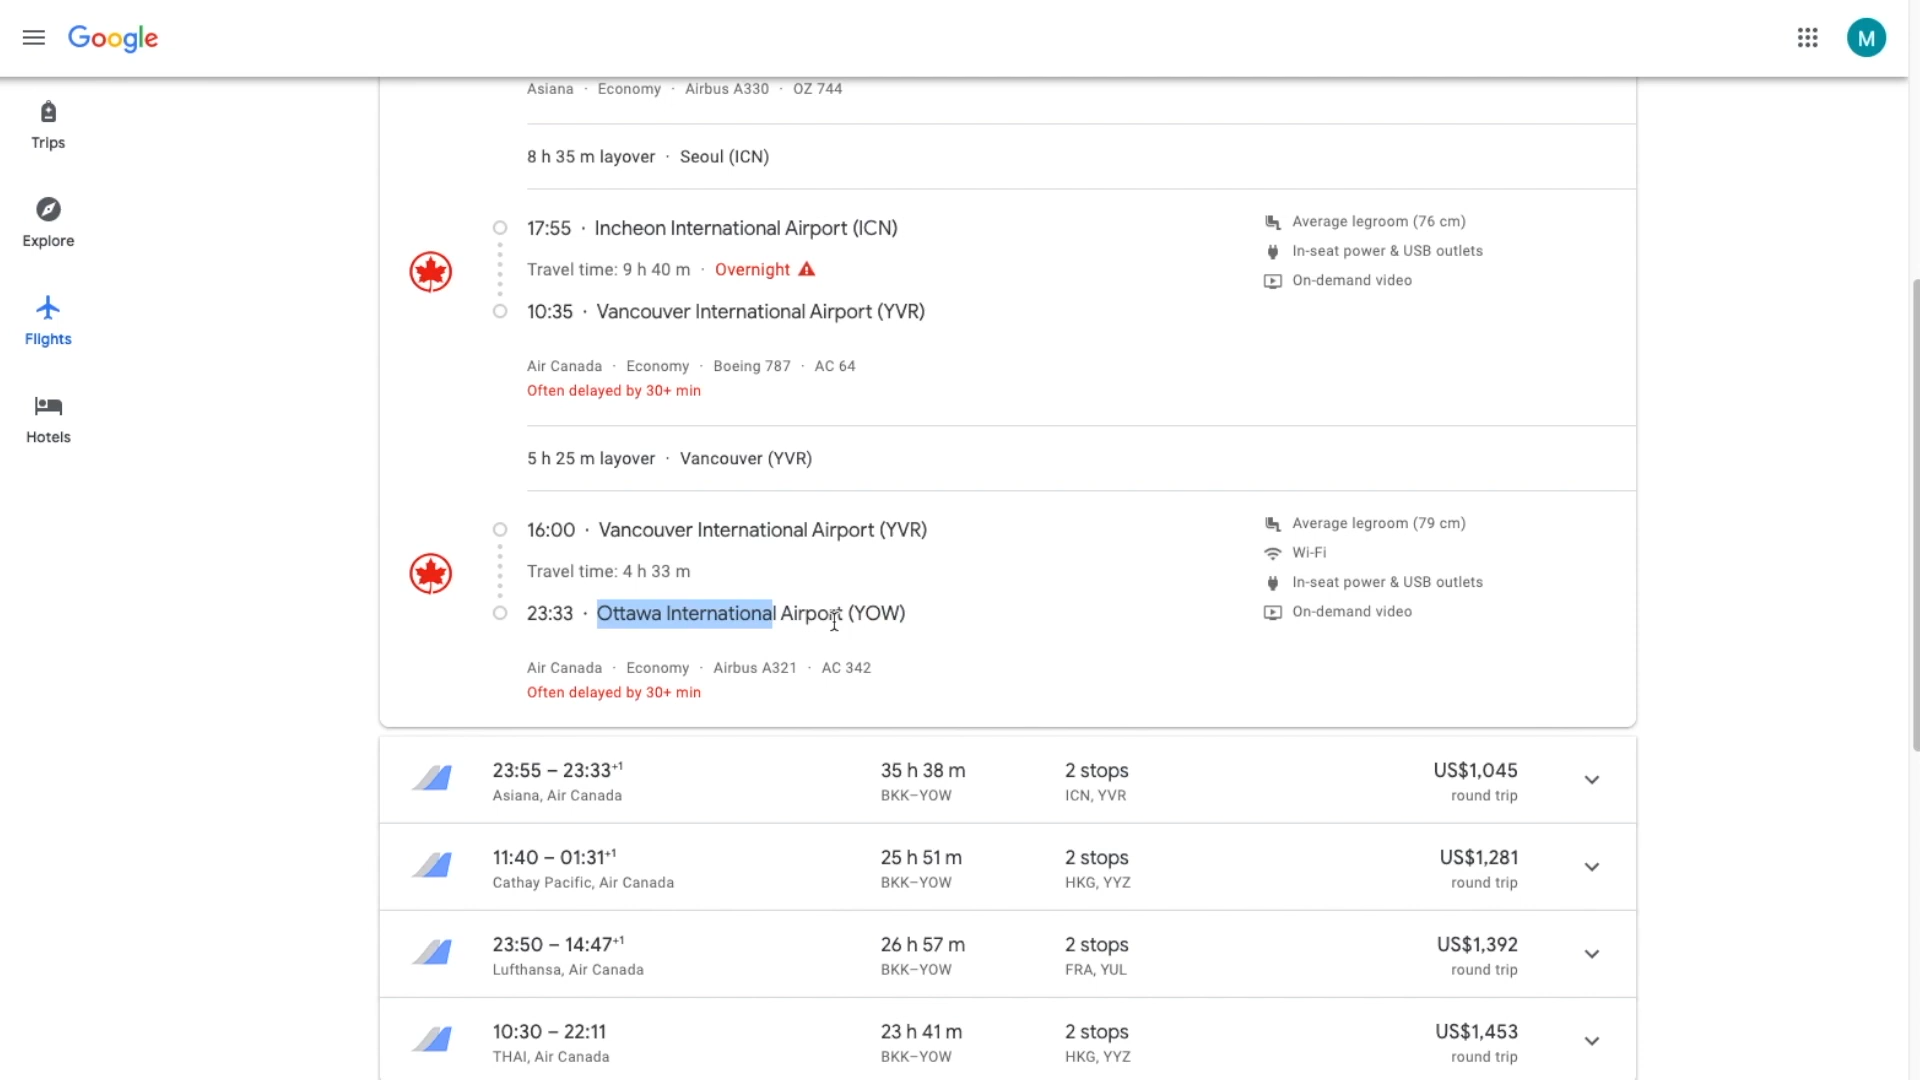 Google
M
Trips
Explore
Flights
Hotels
Asiana · Economy · Airbus A330 · OZ 744
8 h 35 m layover · Seoul (ICN)
17:55 · Incheon International Airport (ICN)
Travel time: 9 h 40 m · Overnight
10:35 · Vancouver International Airport (YVR)
Air Canada · Economy · Boeing 787 · AC 64
Often delayed by 30+ min
Average legroom (76 cm)
In-seat power & USB outlets
On-demand video
5 h 25 m layover · Vancouver (YVR)
16:00 · Vancouver International Airport (YVR)
Travel time: 4 h 33 m
23:33 · Ottawa International Airport (YOW)
Air Canada · Economy · Airbus A321 · AC 342
Often delayed by 30+ min
Average legroom (79 cm)
Wi-Fi
In-seat power & USB outlets
On-demand video
23:55 – 23:33+1 35 h 38 m 2 stops US$1,045
Asiana, Air Canada BKK–YOW ICN, YVR round trip
11:40 – 01:31+1 25 h 51 m 2 stops US$1,281
Cathay Pacific, Air Canada BKK–YOW HKG, YYZ round trip
23:50 – 14:47+1 26 h 57 m 2 stops US$1,392
Lufthansa, Air Canada BKK–YOW FRA, YUL round trip
10:30 – 22:11 23 h 41 m 2 stops US$1,453
THAI, Air Canada BKK–YOW HKG, YYZ round trip